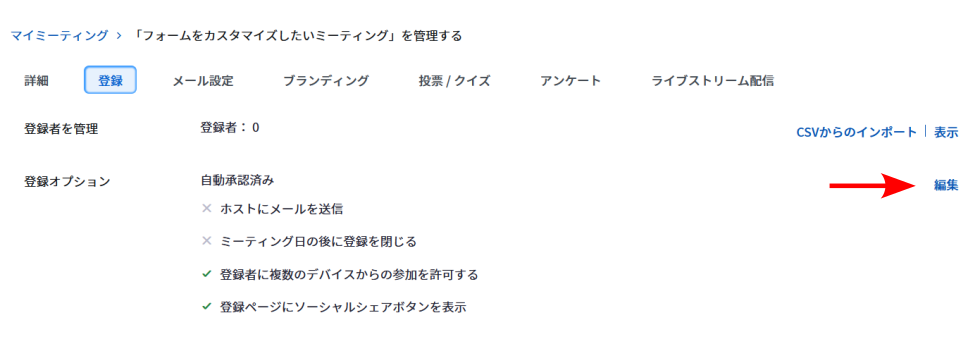 マイミーティング › 「フォームをカスタマイズしたいミーティング」を管理する
詳細 登録 メール設定 ブランディング 投票 / クイズ アンケート ライブストリーム配信
登録者を管理 登録者： 0 CSVからのインポート | 表示
登録オプション 自動承認済み 編集
× ホストにメールを送信
× ミーティング日の後に登録を閉じる
✓ 登録者に複数のデバイスからの参加を許可する
✓ 登録ページにソーシャルシェアボタンを表示